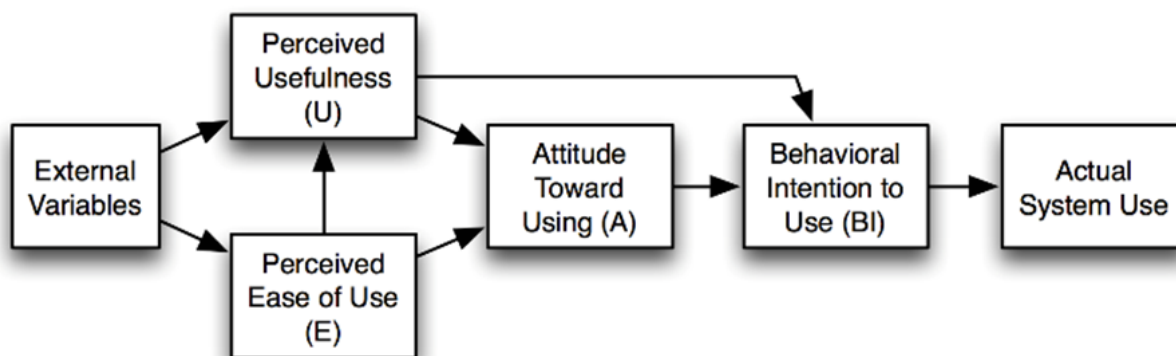 External
Variables
Perceived
Usefulness
(U)
Perceived
Ease of Use
(E)
Attitude
Toward
Using (A)
Behavioral
Intention to
Use (BI)
Actual
System Use